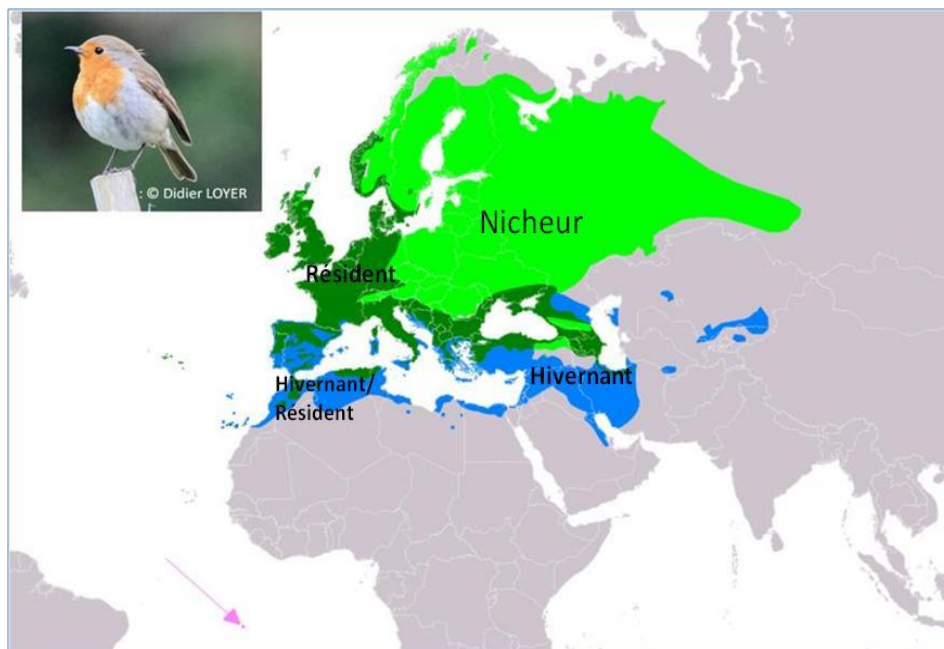 : © Didier LOYER
Nicheur
Résident
Hivernant
Hivernant/
Résident